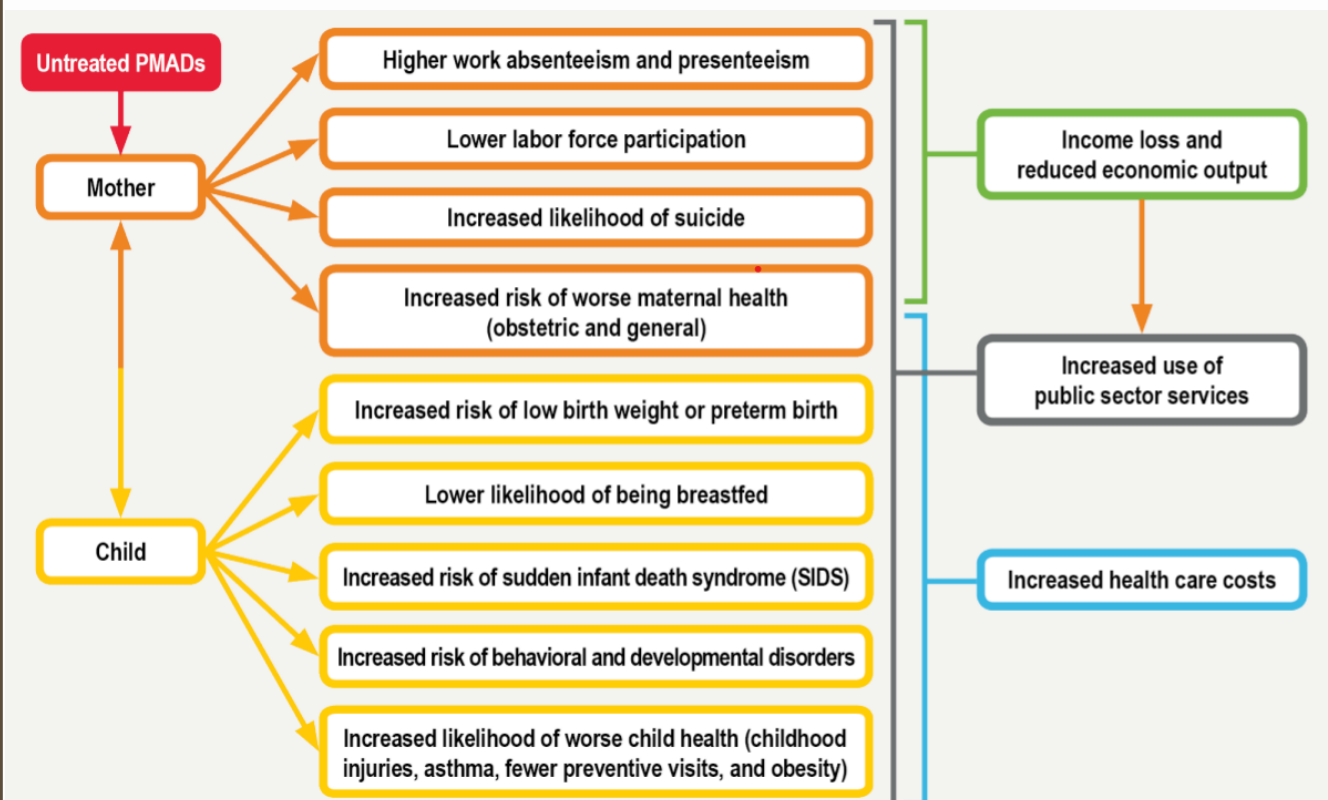 Untreated PMADs
Mother
Higher work absenteeism and presenteeism
Lower labor force participation
Increased likelihood of suicide
Increased risk of worse maternal health
(obstetric and general)
Child
Increased risk of low birth weight or preterm birth
Lower likelihood of being breastfed
Increased risk of sudden infant death syndrome (SIDS)
Increased risk of behavioral and developmental disorders
Increased likelihood of worse child health (childhood
injuries, asthma, fewer preventive visits, and obesity)
Income loss and
reduced economic output
Increased use of
public sector services
Increased health care costs